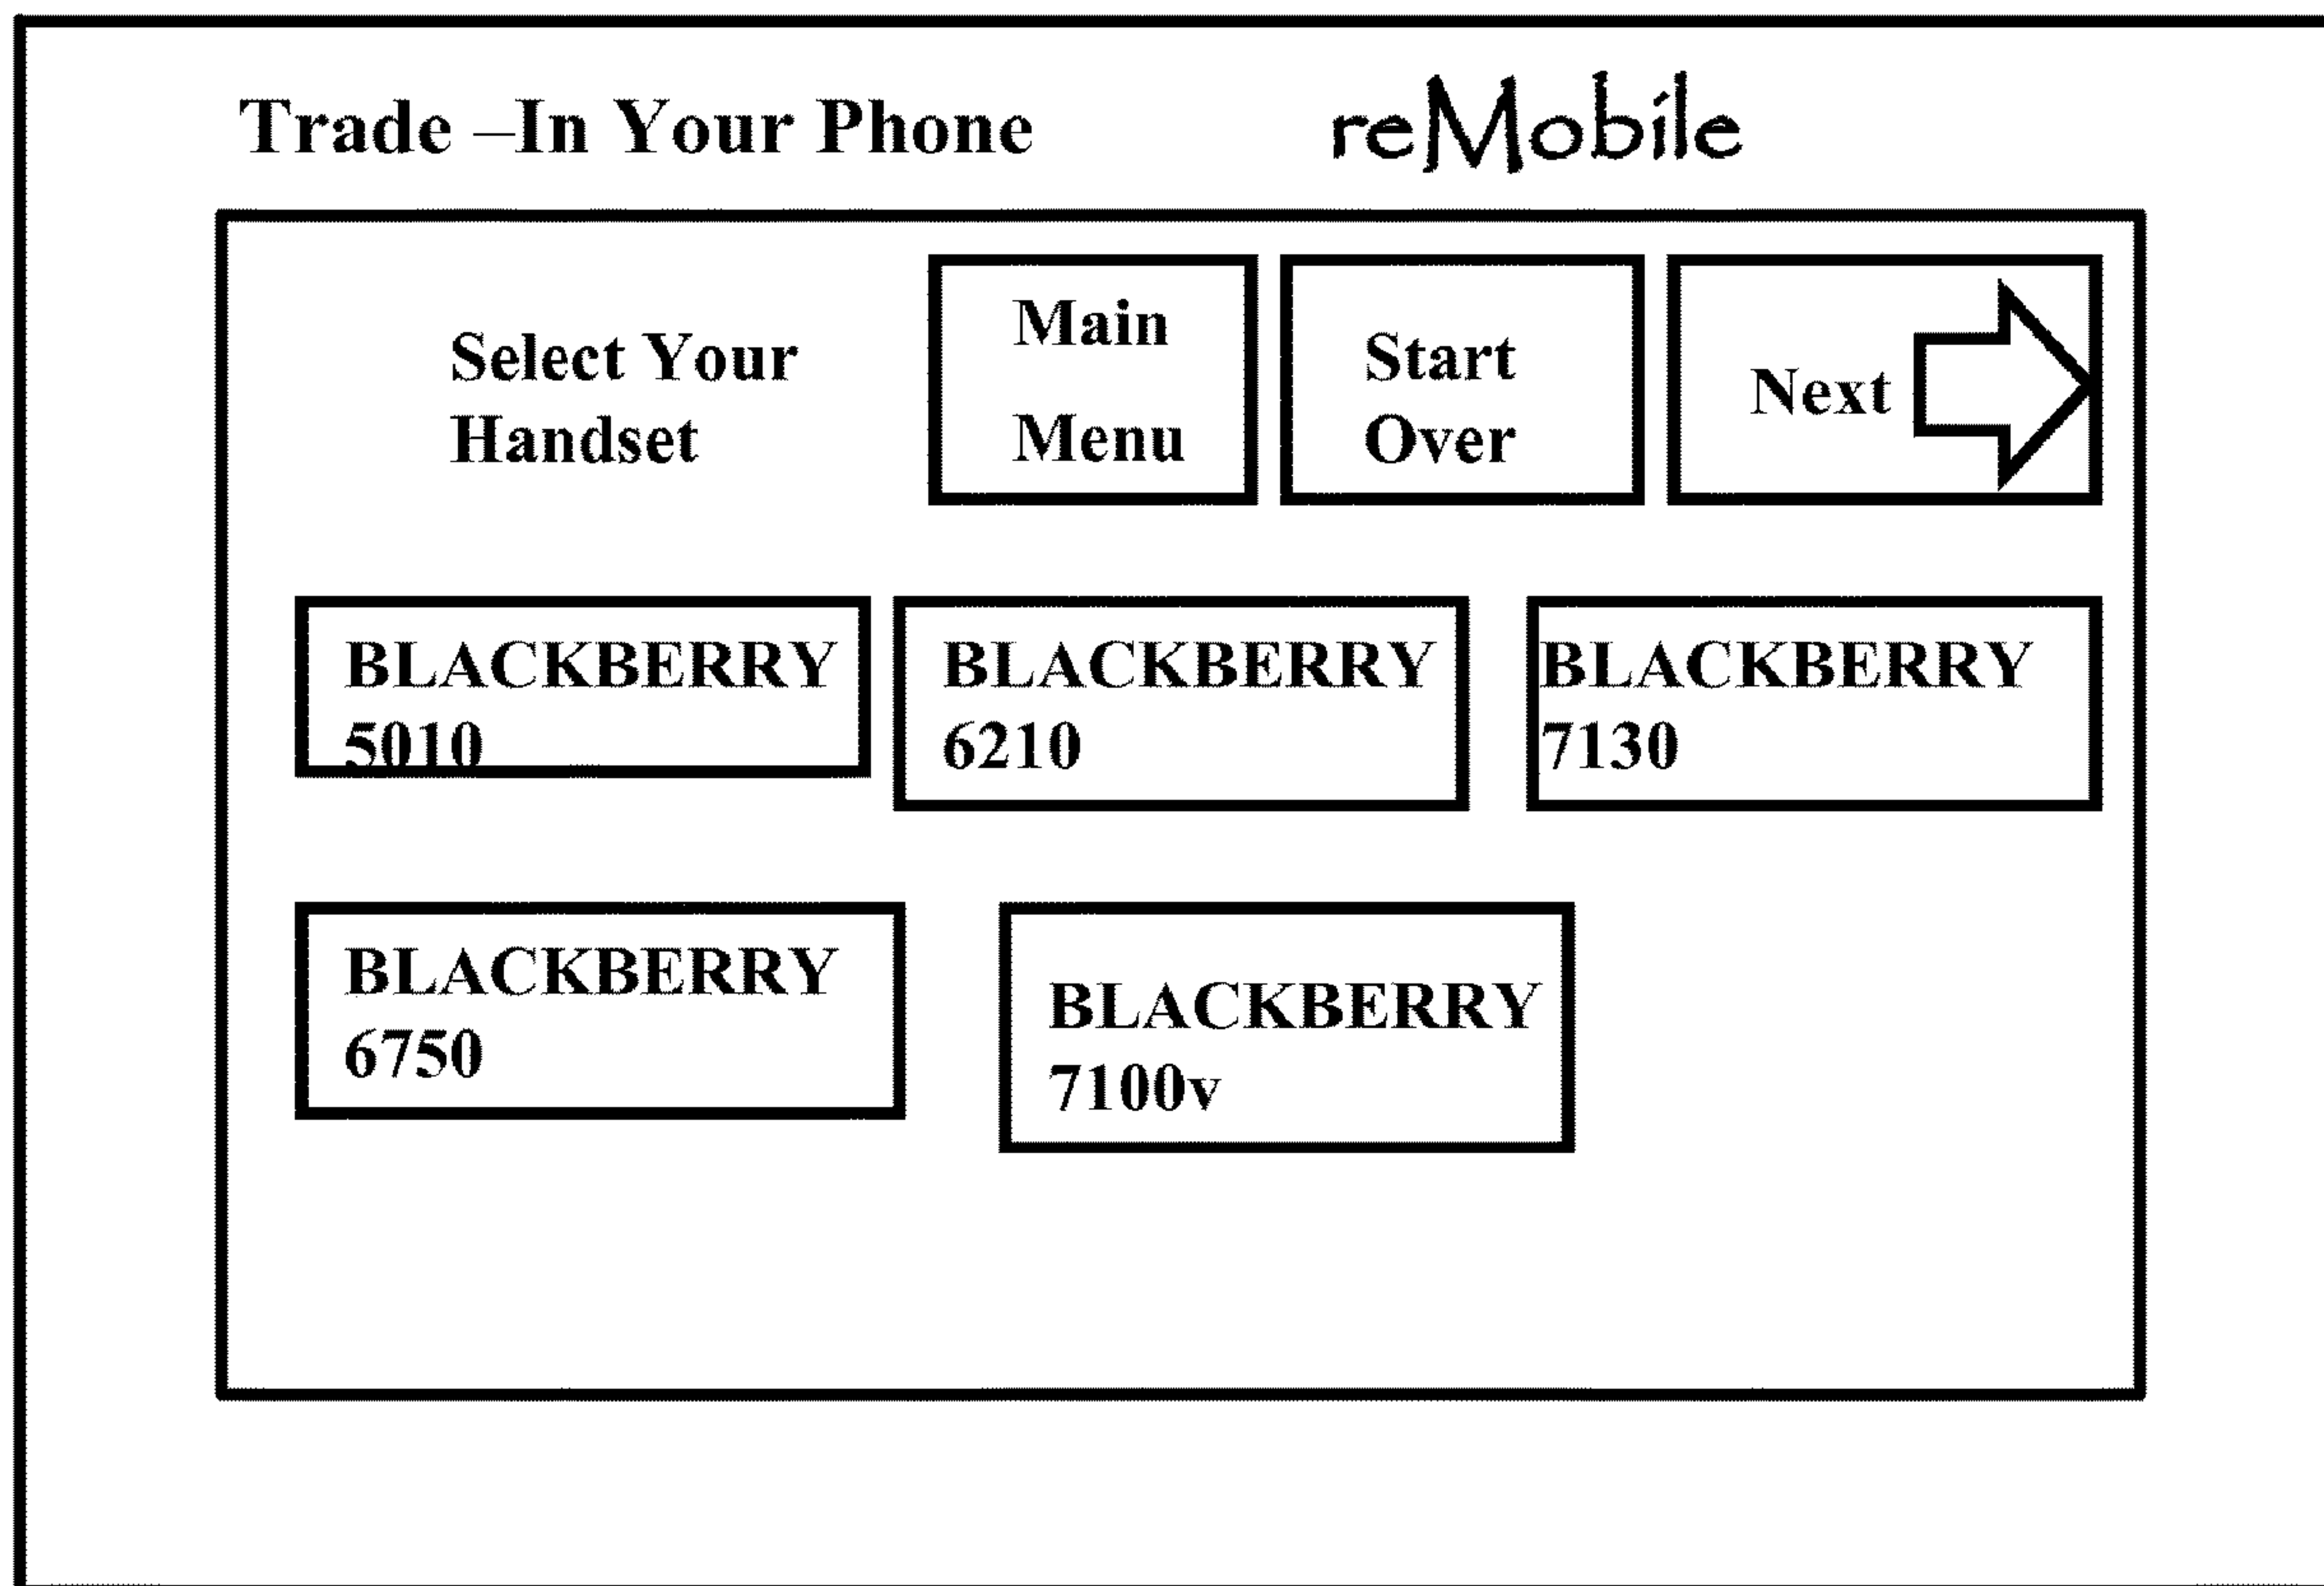 Trade –In Your Phone
reMobile
Select Your
Handset
Main
Menu
Start
Over
Next
BLACKBERRY
5010
BLACKBERRY
6210
BLACKBERRY
7130
BLACKBERRY
6750
BLACKBERRY
7100v